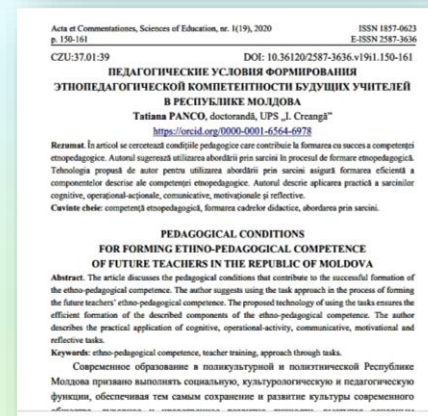 Acta et Commentationes, Sciences of Education, nr. 1(19), 2020 ISSN 1857-0623
p. 150-161 E-ISSN 2587-3636
CZU:37.01:39 DOI: 10.36120/2587-3636.v19i1.150-161
ПЕДАГОГИЧЕСКИЕ УСЛОВИЯ ФОРМИРОВАНИЯ
ЭТНОПЕДАГОГИЧЕСКОЙ КОМПЕТЕНТНОСТИ БУДУЩИХ УЧИТЕЛЕЙ
В РЕСПУБЛИКЕ МОЛДОВА
Tatiana PANCO, doctorandă, UPS „I. Creangă”
https://orcid.org/0000-0001-6564-6978
Rezumat. În articol se cercetează condițiile pedagogice care contribuie la formarea cu succes a competenței
etnopedagogice. Autorul sugerează utilizarea abordării prin sarcini în procesul de formare etnopedagogică.
Tehnologia propusă de autor pentru utilizarea abordării prin sarcini asigură formarea eficientă a
componentelor descrise ale competenței etnopedagogice. Autorul descrie aplicarea practică a sarcinilor
cognitive, operațional-acționale, comunicative, motivaționale și reflective.
Cuvinte cheie: competență etnopedagogică, formarea cadrelor didactice, abordarea prin sarcini.
PEDAGOGICAL CONDITIONS
FOR FORMING ETHNO-PEDAGOGICAL COMPETENCE
OF FUTURE TEACHERS IN THE REPUBLIC OF MOLDOVA
Abstract. The article discusses the pedagogical conditions that contribute to the successful formation of
the ethno-pedagogical competence. The author suggests using the task approach in the process of forming
the future teachers' ethno-pedagogical competence. The proposed technology of using the tasks ensures the
efficient formation of the described components of the ethno-pedagogical competence. The author
describes the practical application of cognitive, operational-activity, communicative, motivational and
reflective tasks.
Keywords: ethno-pedagogical competence, teacher training, approach through tasks.
Современное образование в поликультурной и полиэтнической Республике
Молдова призвано выполнять социальную, культурологическую и педагогическую
функции, обеспечивая тем самым сохранение и развитие культуры современного